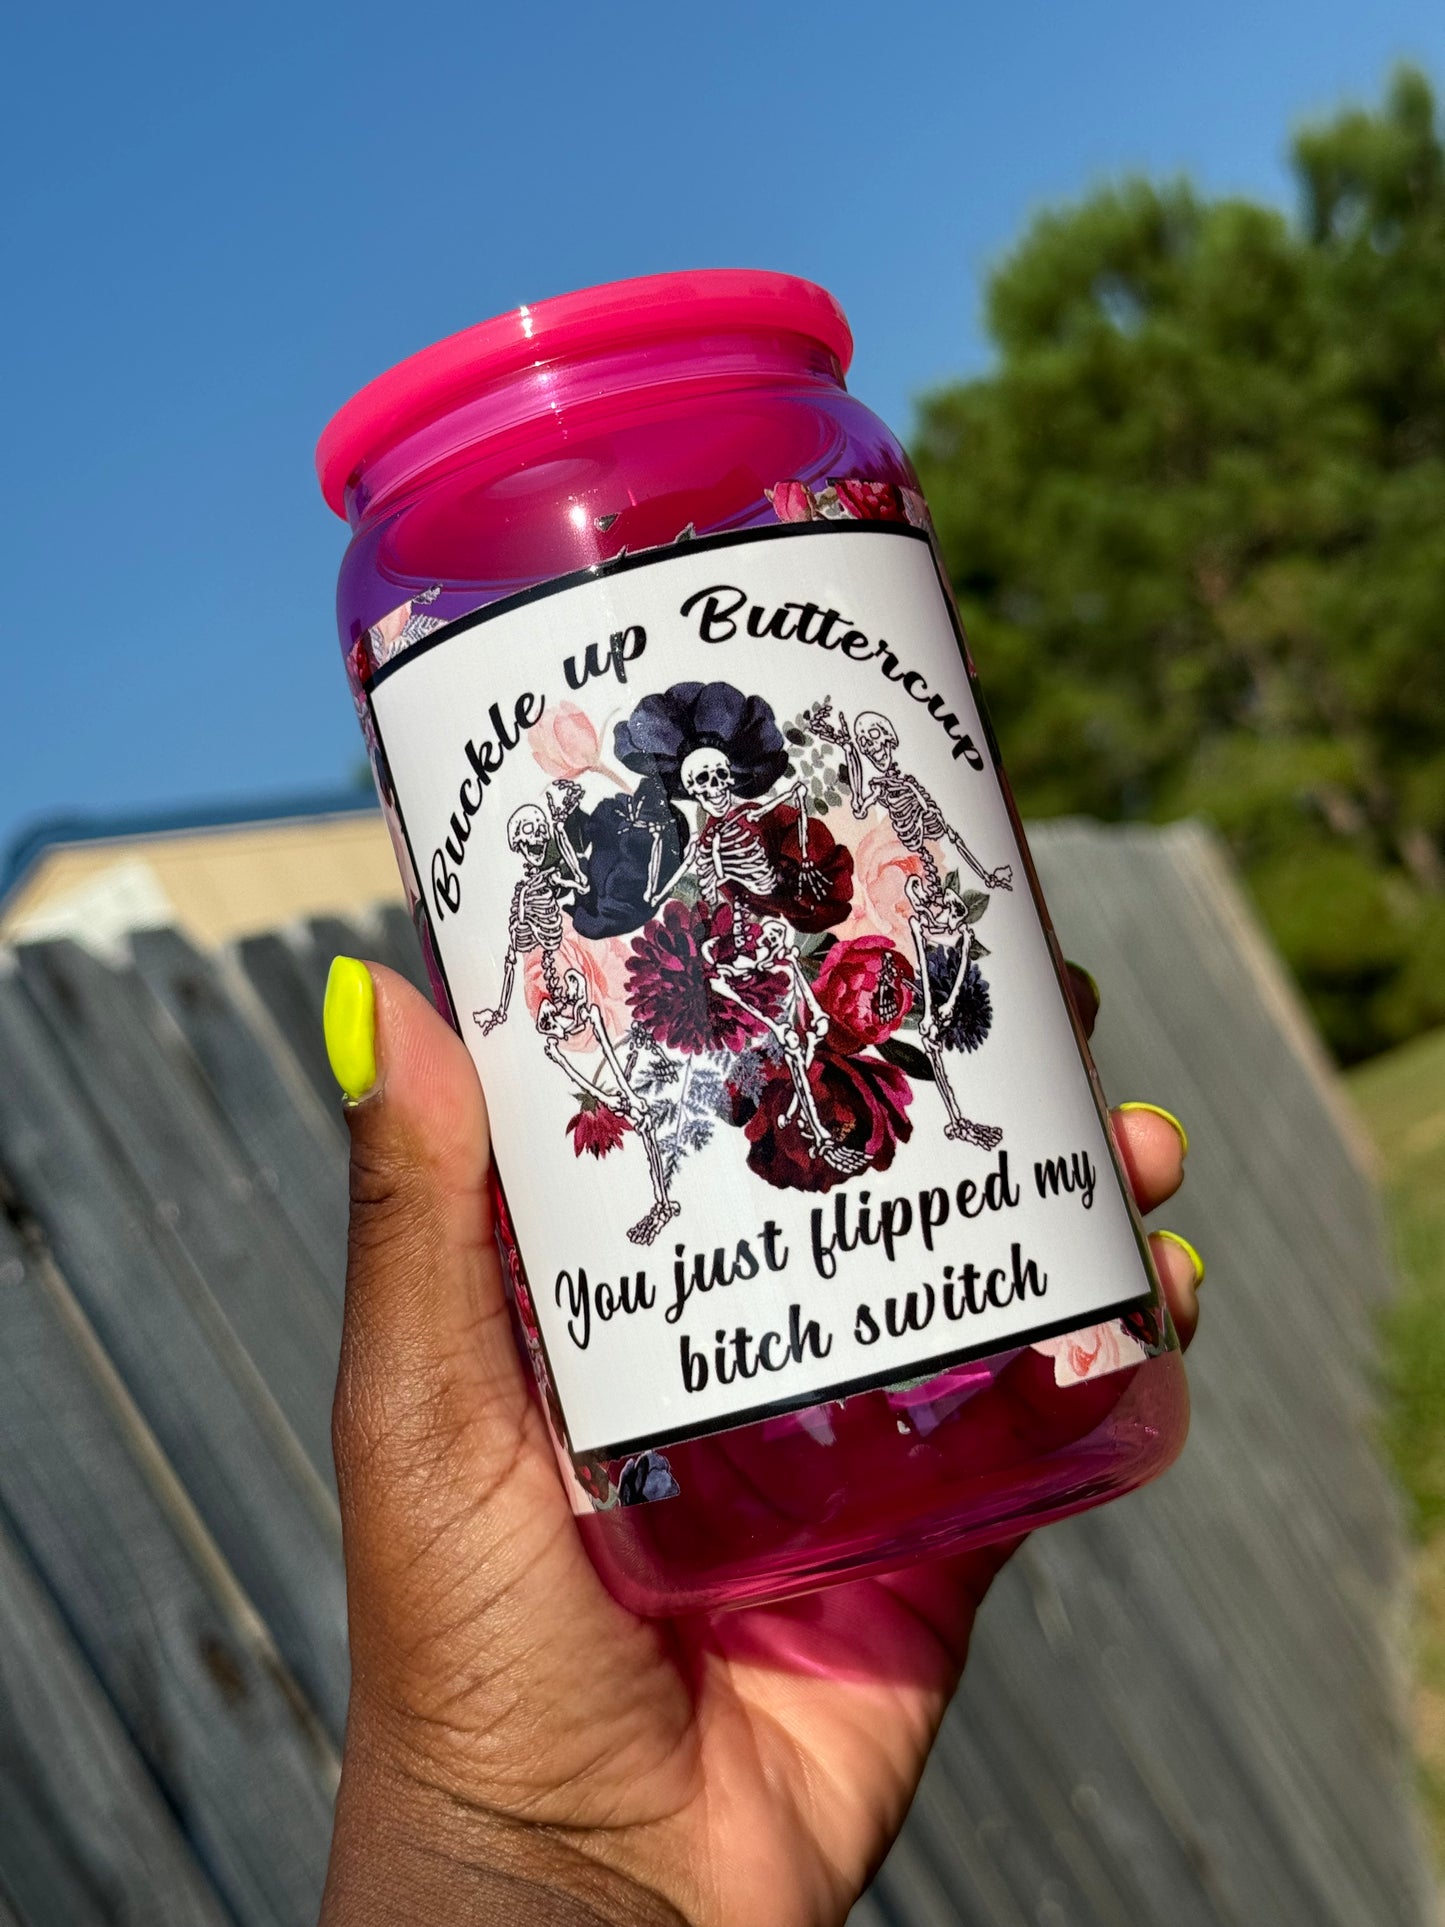 Buckle up Buttercup
You just flipped my
bitch switch